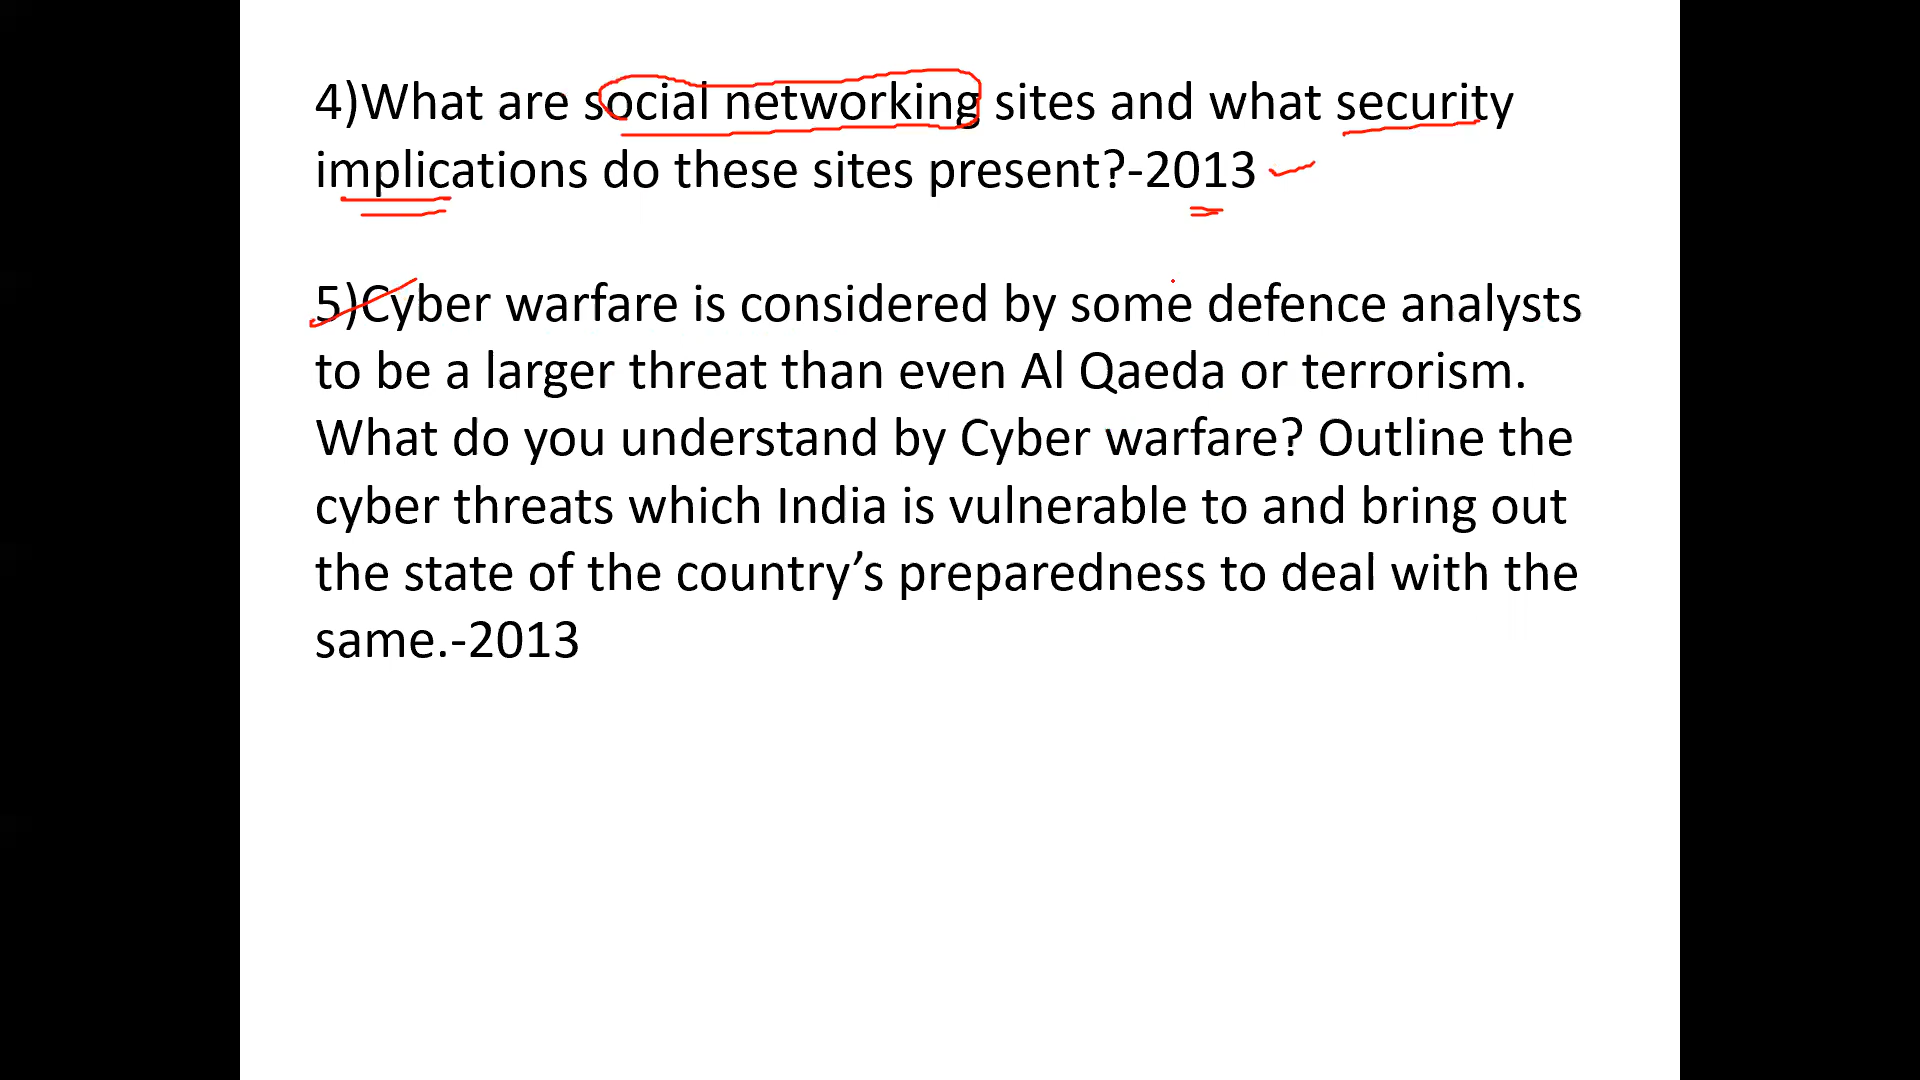 4)What are social networking sites and what security
implications do these sites present?-2013
5)Cyber warfare is considered by some defence analysts
to be a larger threat than even Al Qaeda or terrorism.
What do you understand by Cyber warfare? Outline the
cyber threats which India is vulnerable to and bring out
the state of the country’s preparedness to deal with the
same.-2013